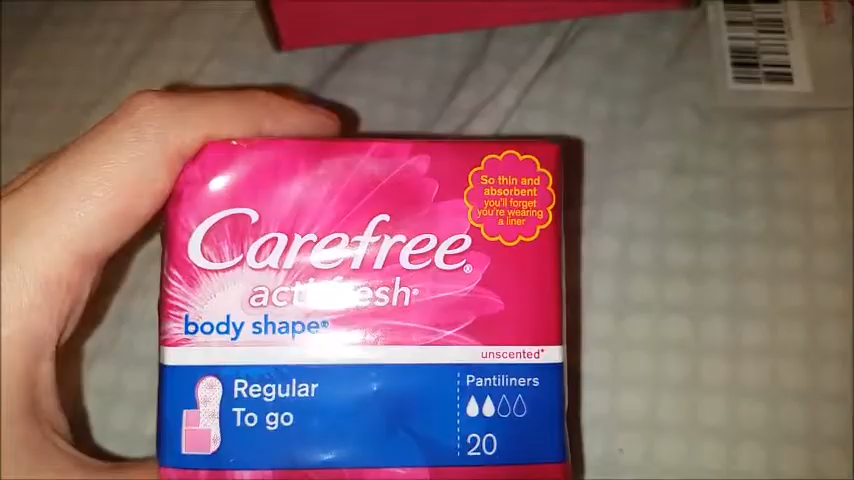 So thin and
absorbent
you'll forget
you're wearing
a liner
Carefree®
actifresh®
body shape®
unscented*
Regular
To go
Pantiliners
20